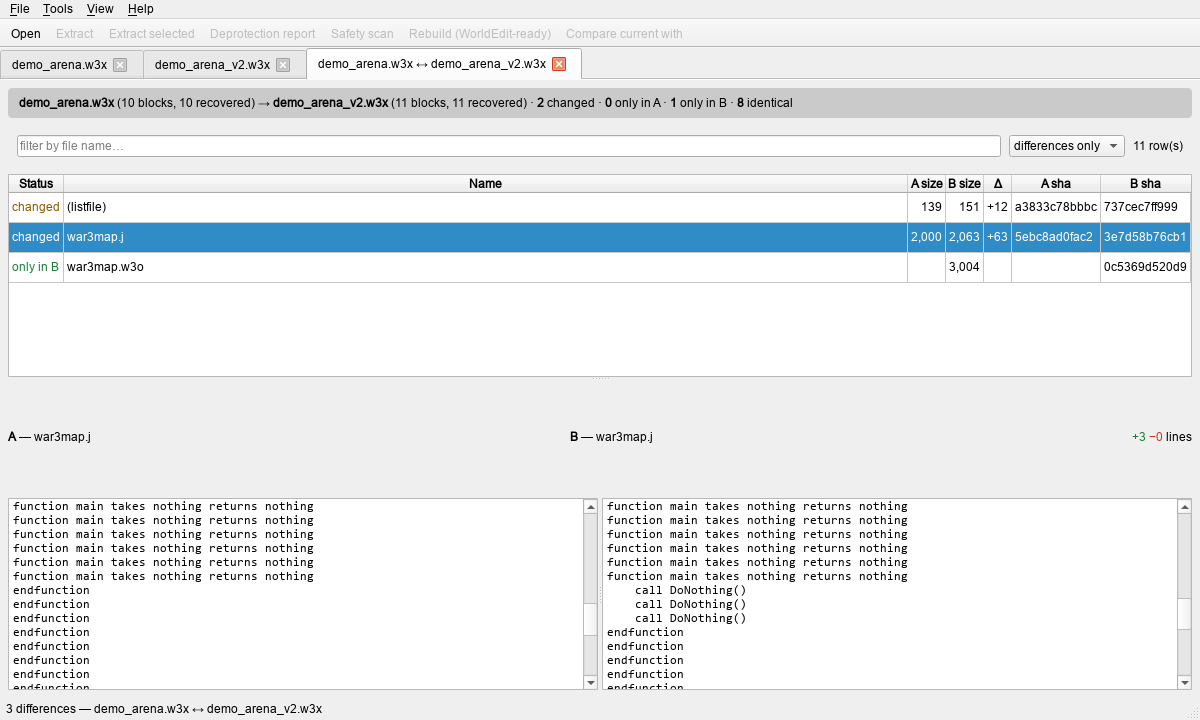 File Tools View Help
Open Extract Extract selected Deprotection report Safety scan Rebuild (WorldEdit-ready) Compare current with
demo_arena.w3x demo_arena_v2.w3x demo_arena.w3x ↔ demo_arena_v2.w3x
demo_arena.w3x (10 blocks, 10 recovered) → demo_arena_v2.w3x (11 blocks, 11 recovered) · 2 changed · 0 only in A · 1 only in B · 8 identical
filter by file name… differences only 11 row(s)
Status Name A size B size Δ A sha B sha
changed (listfile) 139 151 +12 a3833c78bbbc 737cec7ff999
changed war3map.j 2,000 2,063 +63 5ebc8ad0fac2 3e7d58b76cb1
only in B war3map.w3o 3,004 0c5369d520d9
A — war3map.j B — war3map.j +3 −0 lines
function main takes nothing returns nothing
function main takes nothing returns nothing
function main takes nothing returns nothing
function main takes nothing returns nothing
function main takes nothing returns nothing
function main takes nothing returns nothing
endfunction
endfunction
endfunction
endfunction
endfunction
endfunction
endfunction
endfunction
function main takes nothing returns nothing
function main takes nothing returns nothing
function main takes nothing returns nothing
function main takes nothing returns nothing
function main takes nothing returns nothing
function main takes nothing returns nothing
call DoNothing()
call DoNothing()
call DoNothing()
endfunction
endfunction
endfunction
endfunction
endfunction
3 differences — demo_arena.w3x ↔ demo_arena_v2.w3x